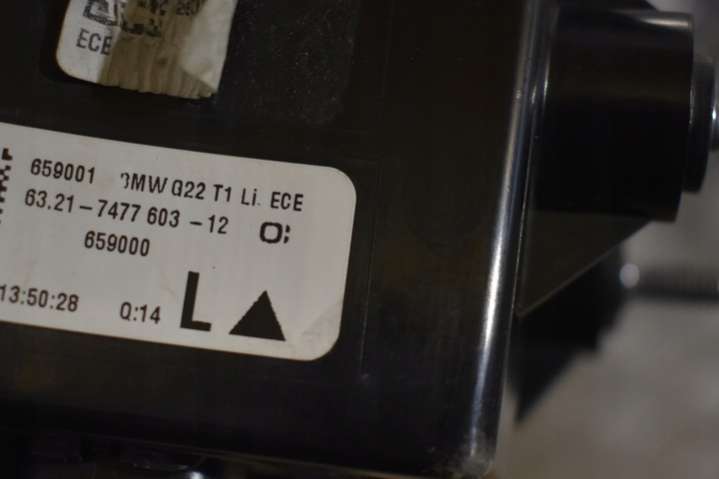 ECE
659001 BMW G22 T1 Li. ECE
63.21-7477 603 -12
659000
13:50:28 Q:14 L